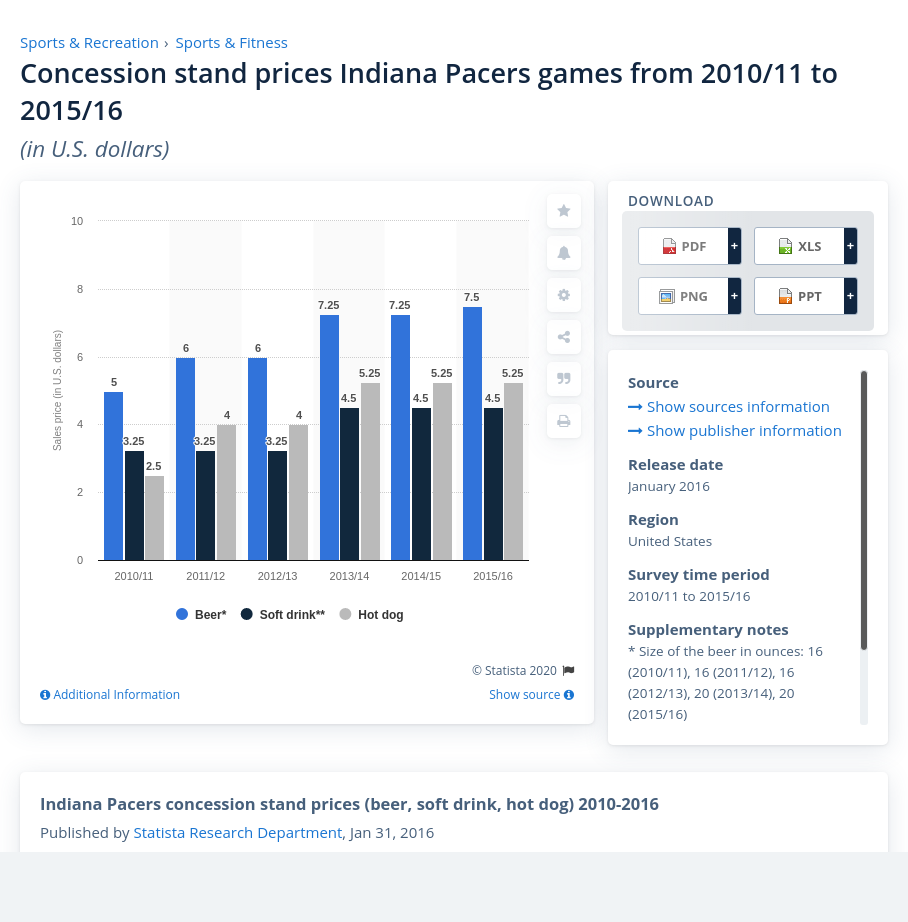 Sports & Recreation › Sports & Fitness
Concession stand prices Indiana Pacers games from 2010/11 to
2015/16
(in U.S. dollars)
10
8
6
4
2
0
Sales price (in U.S. dollars)
5
3.25
2.5
6
3.25
4
6
3.25
4
7.25
4.5
5.25
7.25
4.5
5.25
7.5
4.5
5.25
2010/11 2011/12 2012/13 2013/14 2014/15 2015/16
Beer* Soft drink** Hot dog
© Statista 2020
Additional Information
Show source
DOWNLOAD
PDF + XLS +
PNG + PPT +
Source
Show sources information
Show publisher information
Release date
January 2016
Region
United States
Survey time period
2010/11 to 2015/16
Supplementary notes
* Size of the beer in ounces: 16
(2010/11), 16 (2011/12), 16
(2012/13), 20 (2013/14), 20
(2015/16)
Indiana Pacers concession stand prices (beer, soft drink, hot dog) 2010-2016
Published by Statista Research Department, Jan 31, 2016